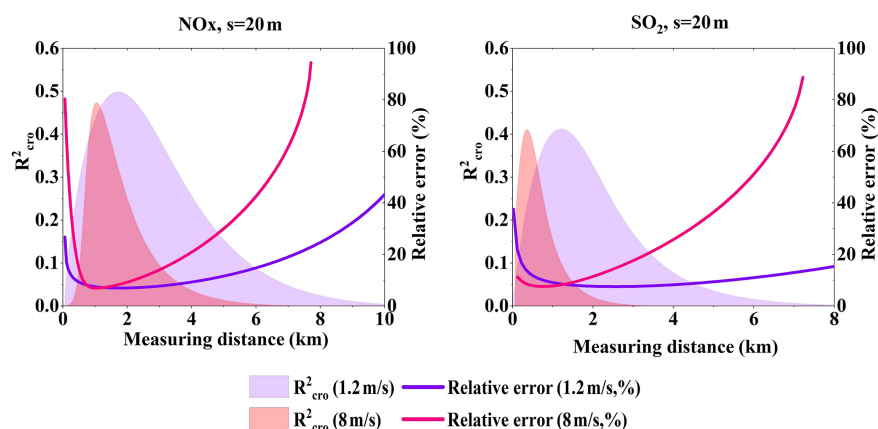 NOx, s=20 m
0.6
0.5
0.4
0.3
0.2
0.1
0.0
R²cro
100
80
60
40
20
0
Relative error (%)
0 2 4 6 8 10
Measuring distance (km)
SO₂, s=20 m
0.6
0.5
0.4
0.3
0.2
0.1
0.0
R²cro
100
80
60
40
20
0
Relative error (%)
0 2 4 6 8
Measuring distance (km)
R²cro (1.2 m/s) Relative error (1.2 m/s,%)
R²cro (8 m/s) Relative error (8 m/s,%)